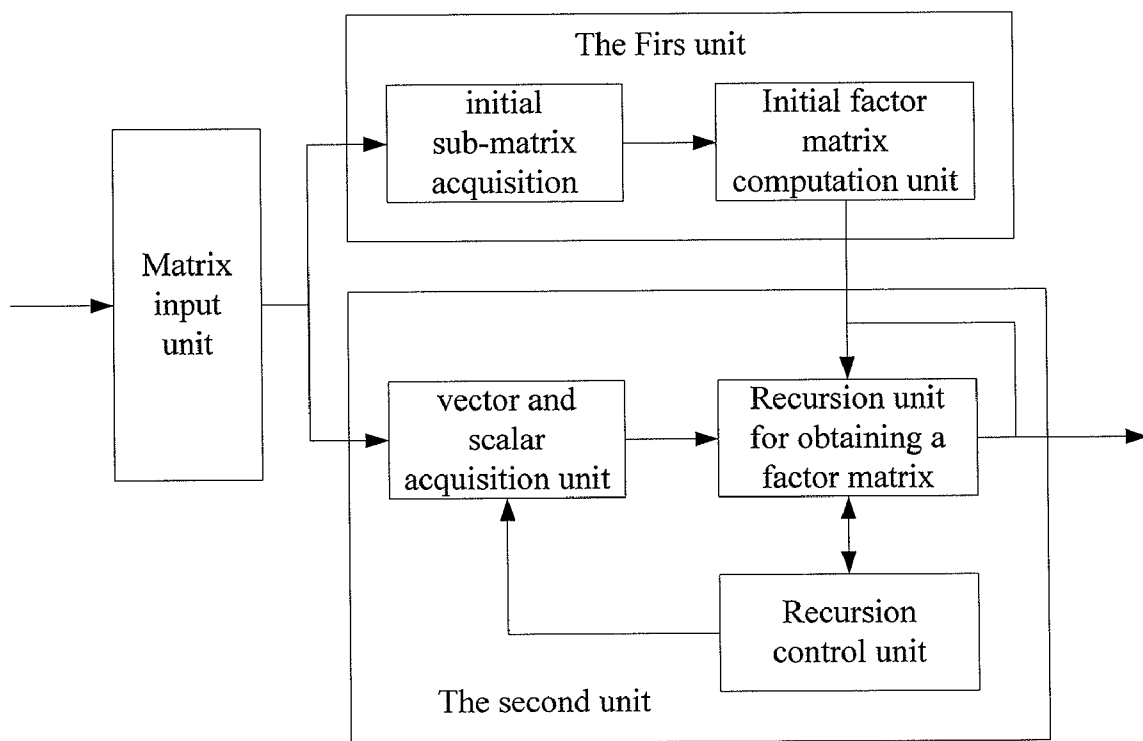 The Firs unit
initial
sub-matrix
acquisition
Initial factor
matrix
computation unit
Matrix
input
unit
vector and
scalar
acquisition unit
Recursion unit
for obtaining a
factor matrix
Recursion
control unit
The second unit